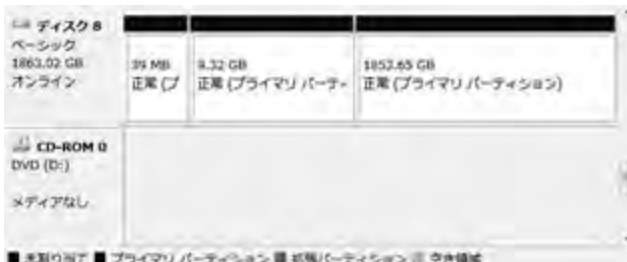 ディスク 8
ベーシック
1863.02 GB
オンライン
39 MB
正常 (プ
9.32 GB
正常 (プライマリ パーテ
1853.65 GB
正常 (プライマリ パーティション)
CD-ROM 0
DVD (D:)
メディアなし
未割り当て プライマリ パーティション 拡張パーティション 空き領域